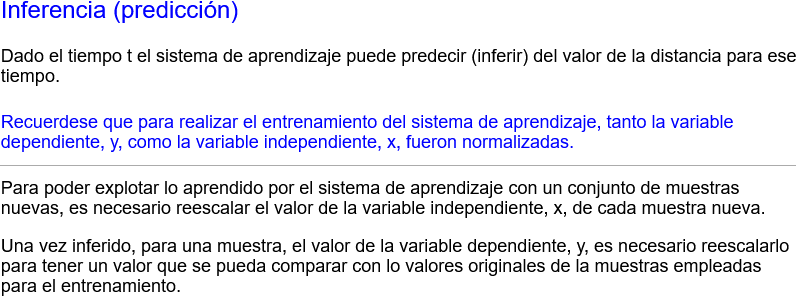 Inferencia (predicción)
Dado el tiempo t el sistema de aprendizaje puede predecir (inferir) del valor de la distancia para ese
tiempo.
Recuerdese que para realizar el entrenamiento del sistema de aprendizaje, tanto la variable
dependiente, y, como la variable independiente, x, fueron normalizadas.
Para poder explotar lo aprendido por el sistema de aprendizaje con un conjunto de muestras
nuevas, es necesario reescalar el valor de la variable independiente, x, de cada muestra nueva.
Una vez inferido, para una muestra, el valor de la variable dependiente, y, es necesario reescalarlo
para tener un valor que se pueda comparar con lo valores originales de la muestras empleadas
para el entrenamiento.